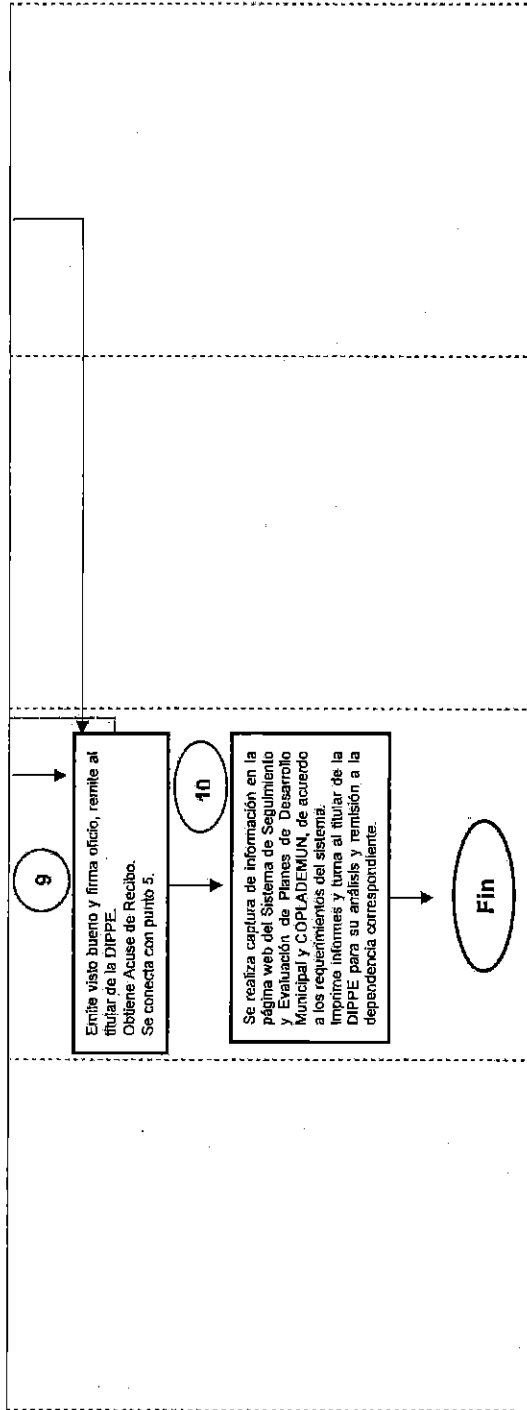 9
Emite visto bueno y firma oficio, remite al
titular de la DIPPE.
Obtiene Acuse de Recibo.
Se conecta con punto 5.
10
Se realiza captura de información en la
página web del Sistema de Seguimiento
y Evaluación de Planes de Desarrollo
Municipal y COPLADEMUN, de acuerdo
a los requerimientos del sistema.
Imprime informes y turna al titular de la
DIPPE para su análisis y remisión a la
dependencia correspondiente.
Fin